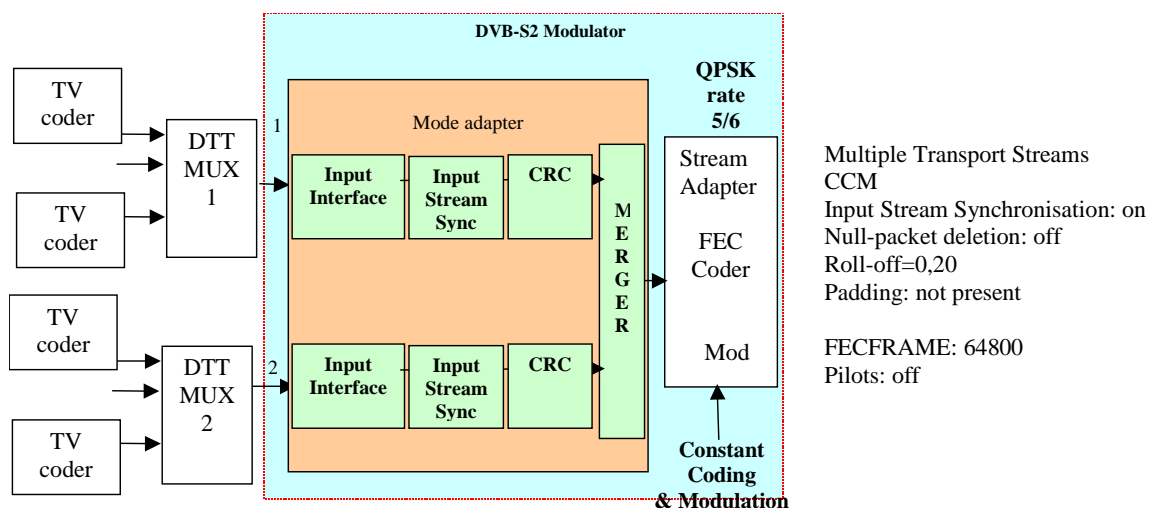 DVB-S2 Modulator
TV
coder
TV
coder
DTT
MUX
1
1
Mode adapter
Input
Interface
Input
Stream
Sync
CRC
M
E
R
G
E
R
QPSK
rate
5/6
Stream
Adapter
FEC
Coder
Mod
TV
coder
TV
coder
DTT
MUX
2
2
Input
Interface
Input
Stream
Sync
CRC
Constant
Coding
& Modulation
Multiple Transport Streams
CCM
Input Stream Synchronisation: on
Null-packet deletion: off
Roll-off=0,20
Padding: not present
FECFRAME: 64800
Pilots: off